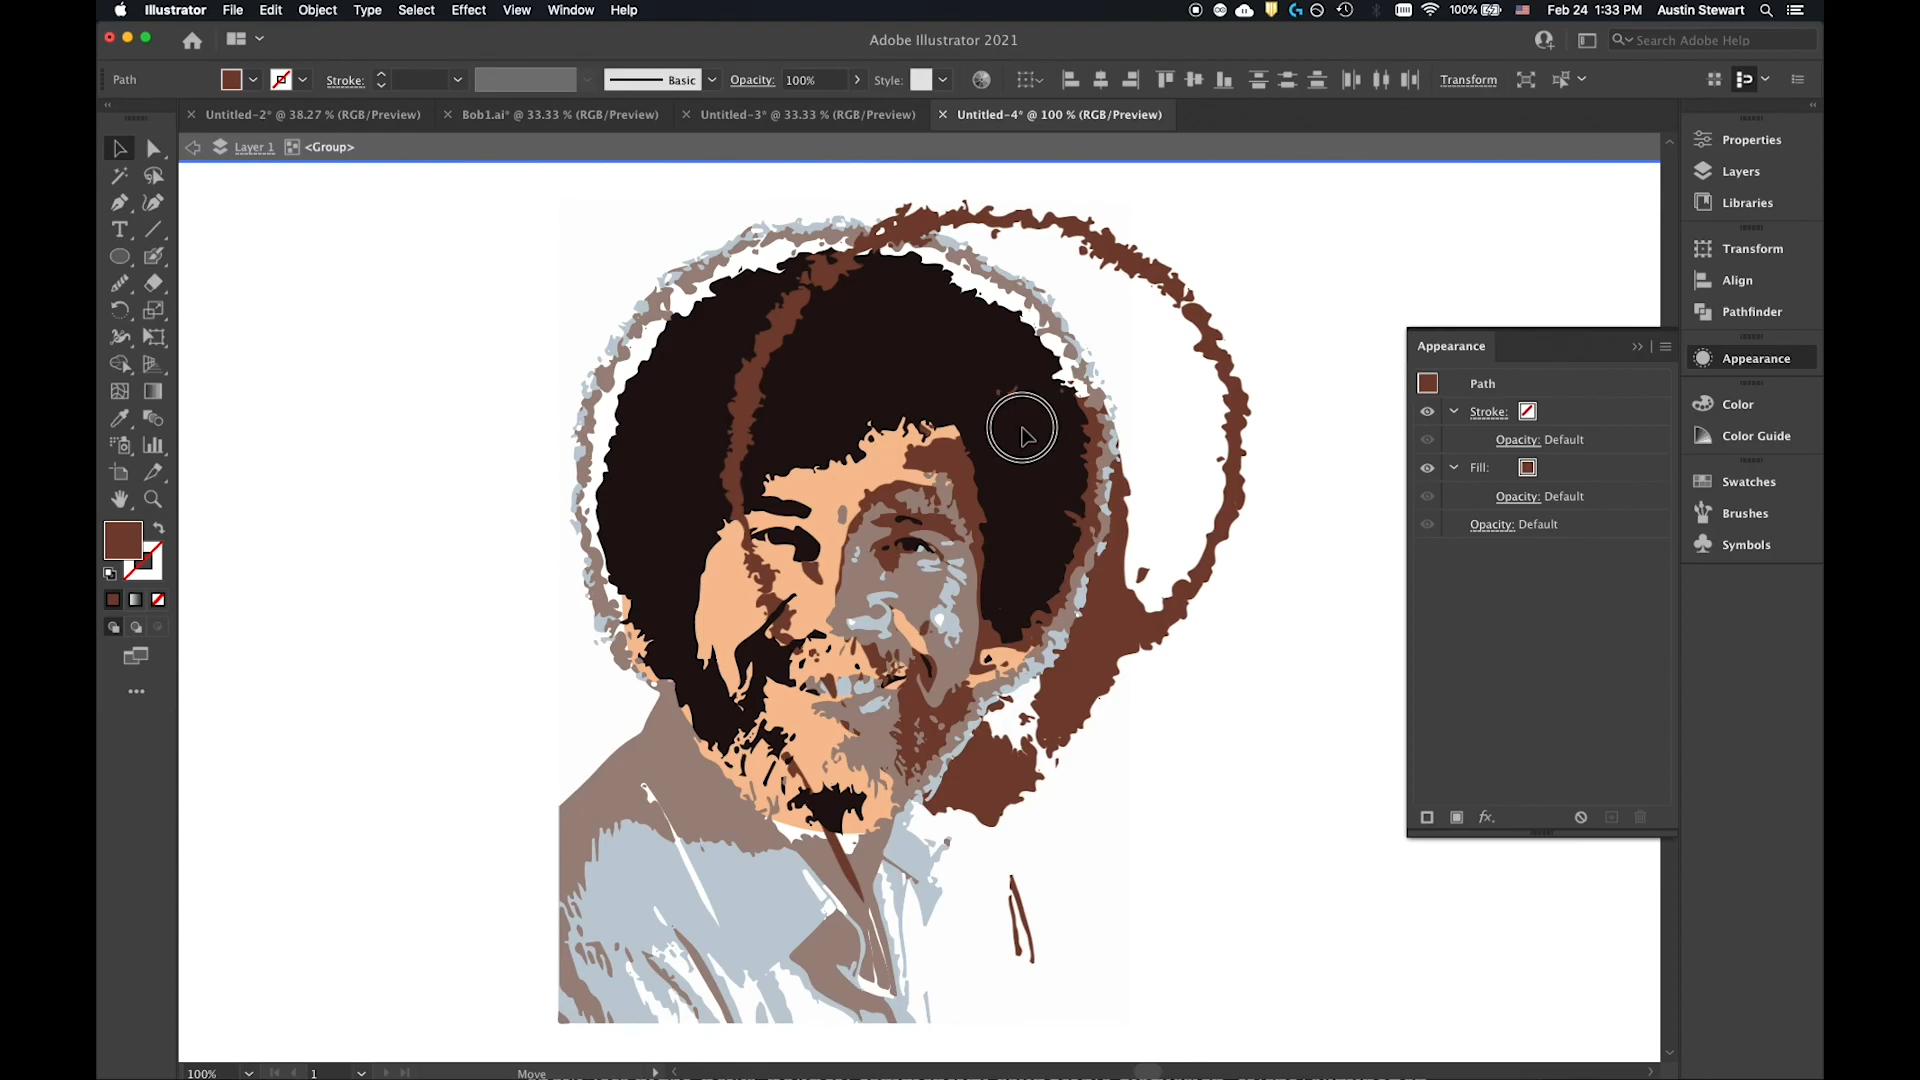 Illustrator File Edit Object Type Select Effect View Window Help
100% Feb 24 1:33 PM Austin Stewart
Adobe Illustrator 2021
Search Adobe Help
Path Stroke: Basic Opacity: 100% Style: Transform
Untitled-2* @ 38.27 % (RGB/Preview) Bob1.ai* @ 33.33 % (RGB/Preview) Untitled-3* @ 33.33 % (RGB/Preview) Untitled-4* @ 100 % (RGB/Preview)
Layer 1 <Group>
Properties
Layers
Libraries
Transform
Align
Pathfinder
Appearance
Color
Color Guide
Swatches
Brushes
Symbols
Appearance
Path
Stroke:
Opacity: Default
Fill:
Opacity: Default
Opacity: Default
fx.
100% 1 Move